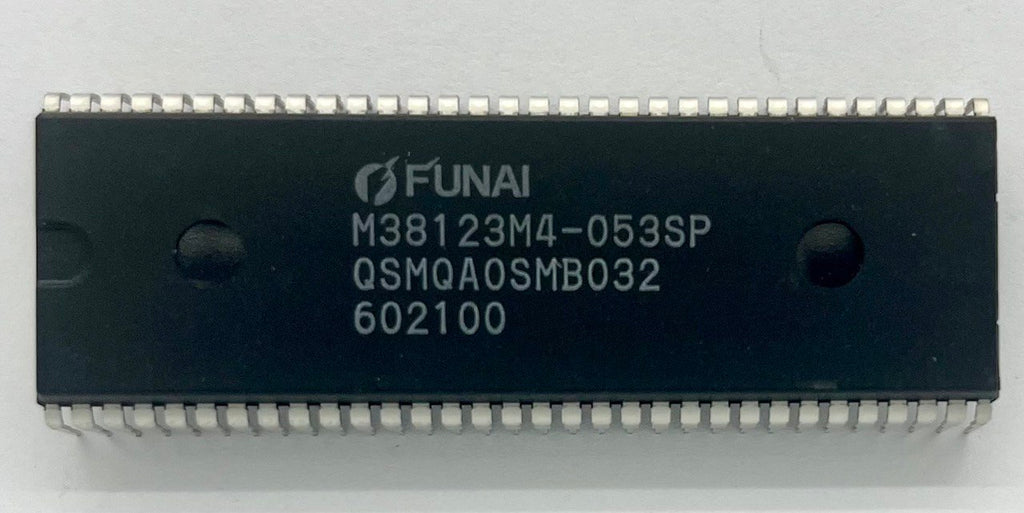 FUNAI
M38123M4-053SP
QSMQA0SMB032
602100